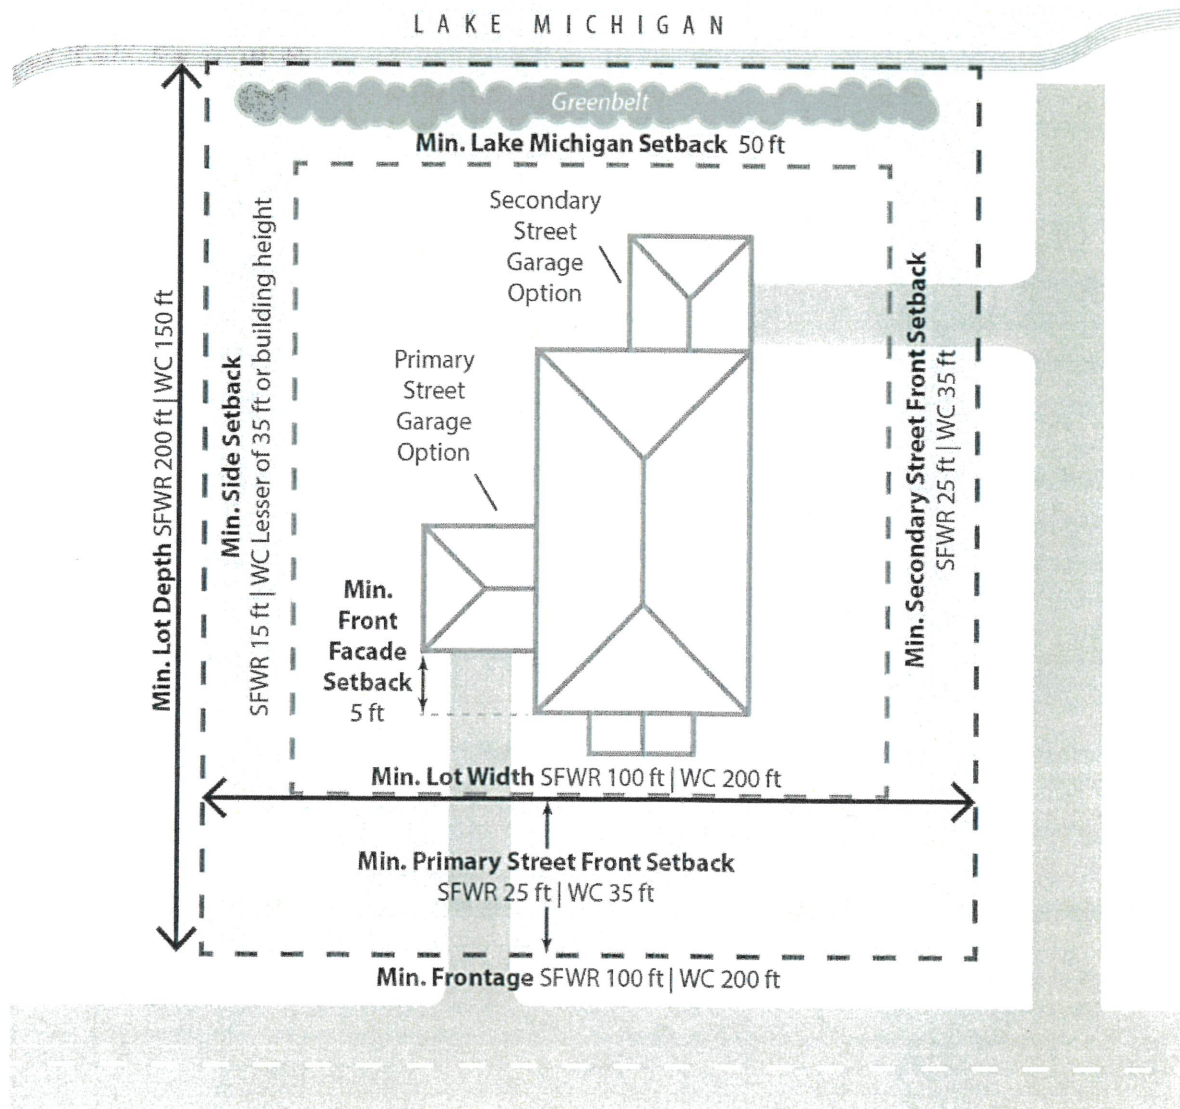 LAKE MICHIGAN
Greenbelt
Min. Lake Michigan Setback 50 ft
Secondary
Street
Garage
Option
Primary
Street
Garage
Option
Min. Lot Depth SFWR 200 ft | WC 150 ft
Min. Side Setback
SFWR 15 ft | WC Lesser of 35 ft or building height
Min. Secondary Street Front Setback
SFWR 25 ft | WC 35 ft
Min.
Front
Facade
Setback
5 ft
Min. Lot Width SFWR 100 ft | WC 200 ft
Min. Primary Street Front Setback
SFWR 25 ft | WC 35 ft
Min. Frontage SFWR 100 ft | WC 200 ft